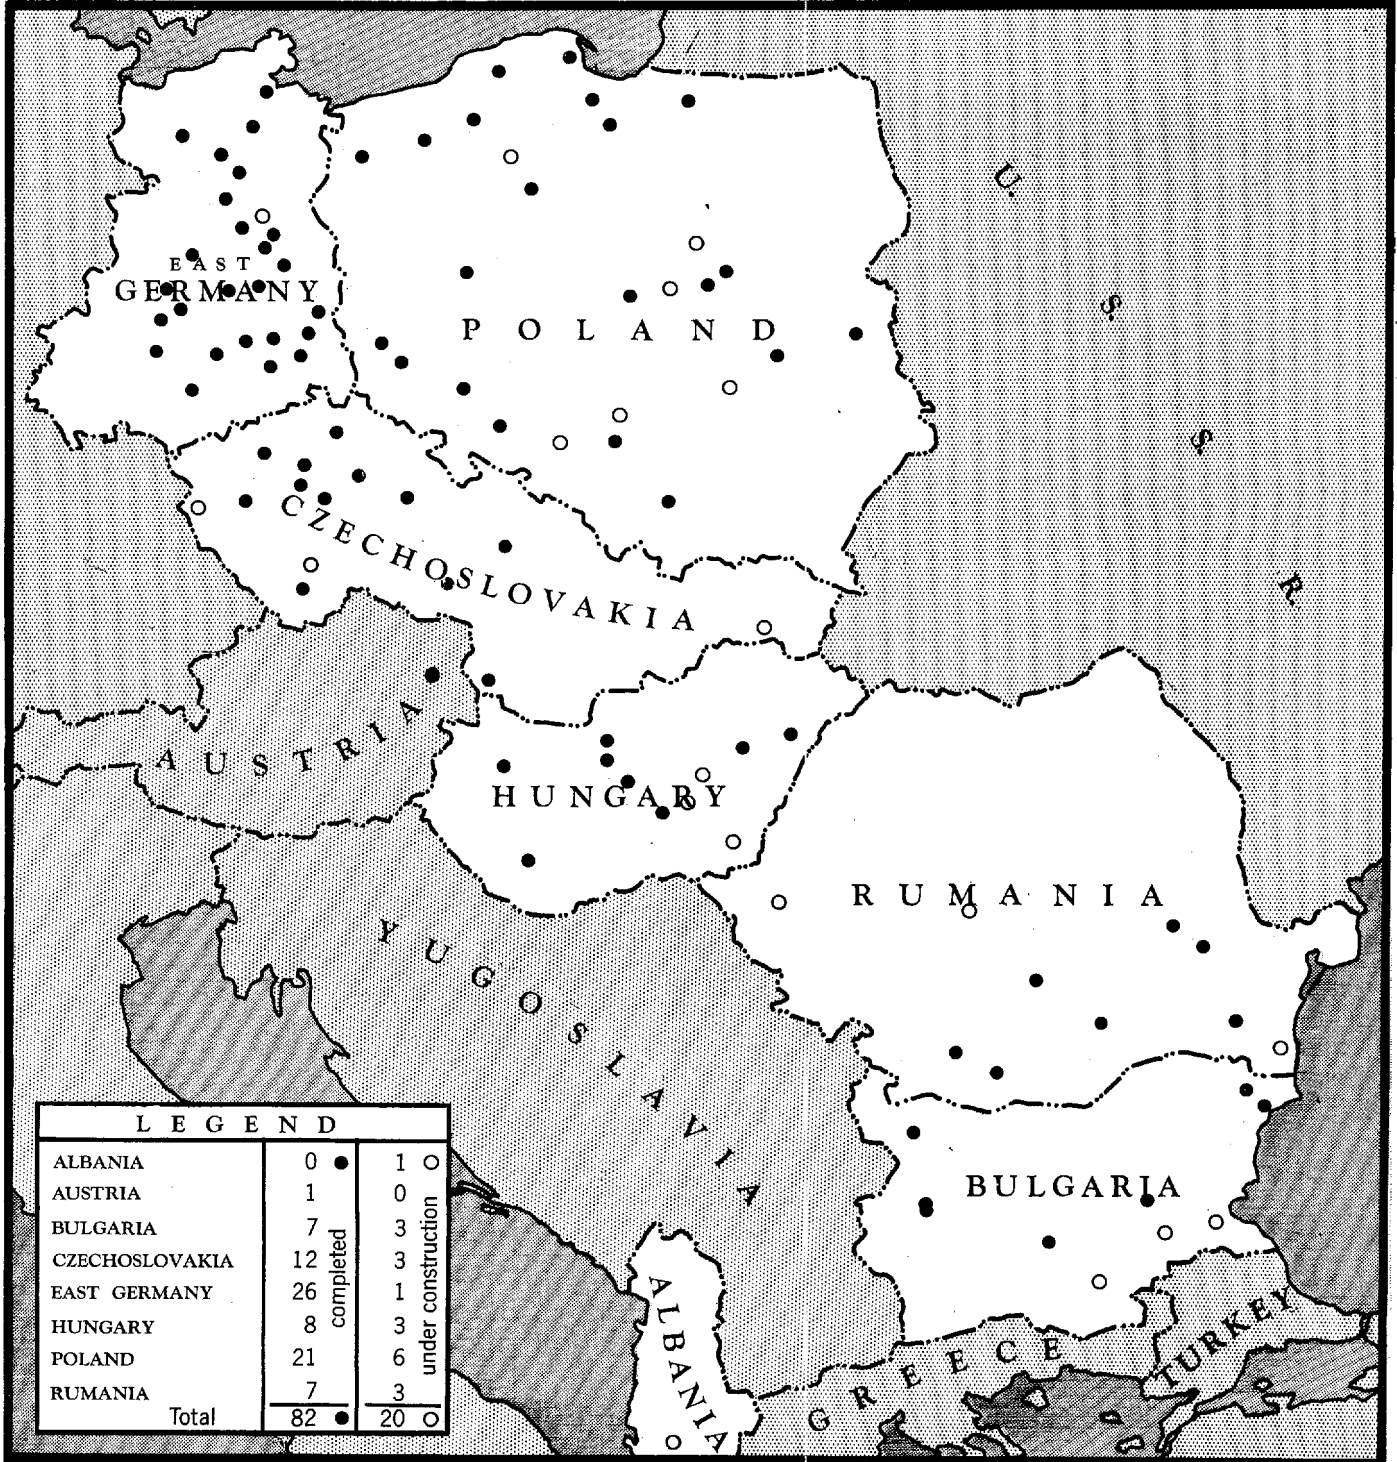 U. S. S. R.
EAST
GERMANY
POLAND
CZECHOSLOVAKIA
AUSTRIA
HUNGARY
RUMANIA
YUGOSLAVIA
BULGARIA
ALBANIA
GREECE
TURKEY
LEGEND
ALBANIA 0 1
AUSTRIA 1 0
BULGARIA 7 3
CZECHOSLOVAKIA 12 3
EAST GERMANY 26 1
HUNGARY 8 3
POLAND 21 6
RUMANIA 7 3
Total 82 20
completed
under construction